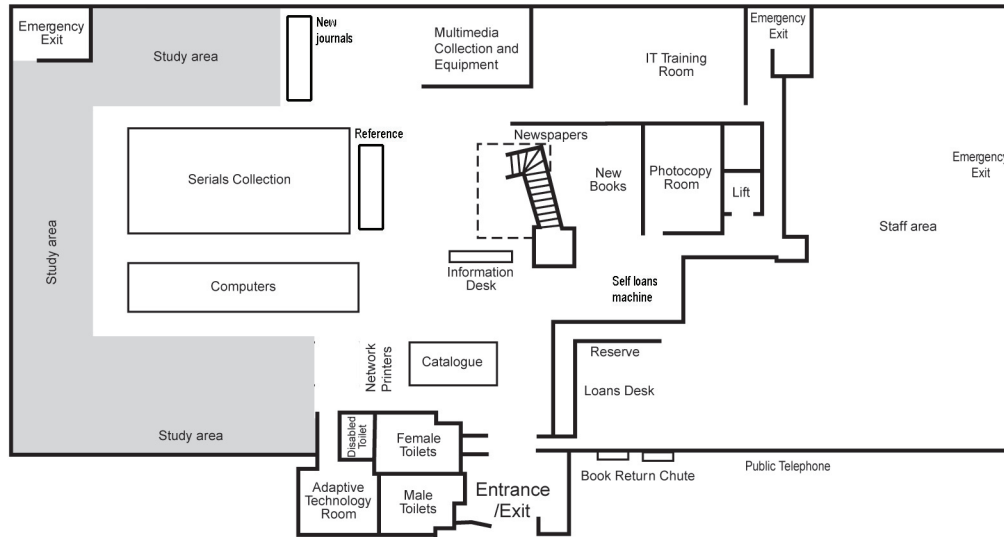 Emergency
Exit
Study area
New
journals
Multimedia
Collection and
Equipment
IT Training
Room
Emergency
Exit
Reference
Newspapers
Serials Collection
New
Books
Photocopy
Room
Lift
Emergency
Exit
Staff area
Study area
Information
Desk
Computers
Self loans
machine
Network
Printers
Catalogue
Reserve
Loans Desk
Study area
Disabled
Toilet
Female
Toilets
Adaptive
Technology
Room
Male
Toilets
Entrance
/Exit
Book Return Chute
Public Telephone